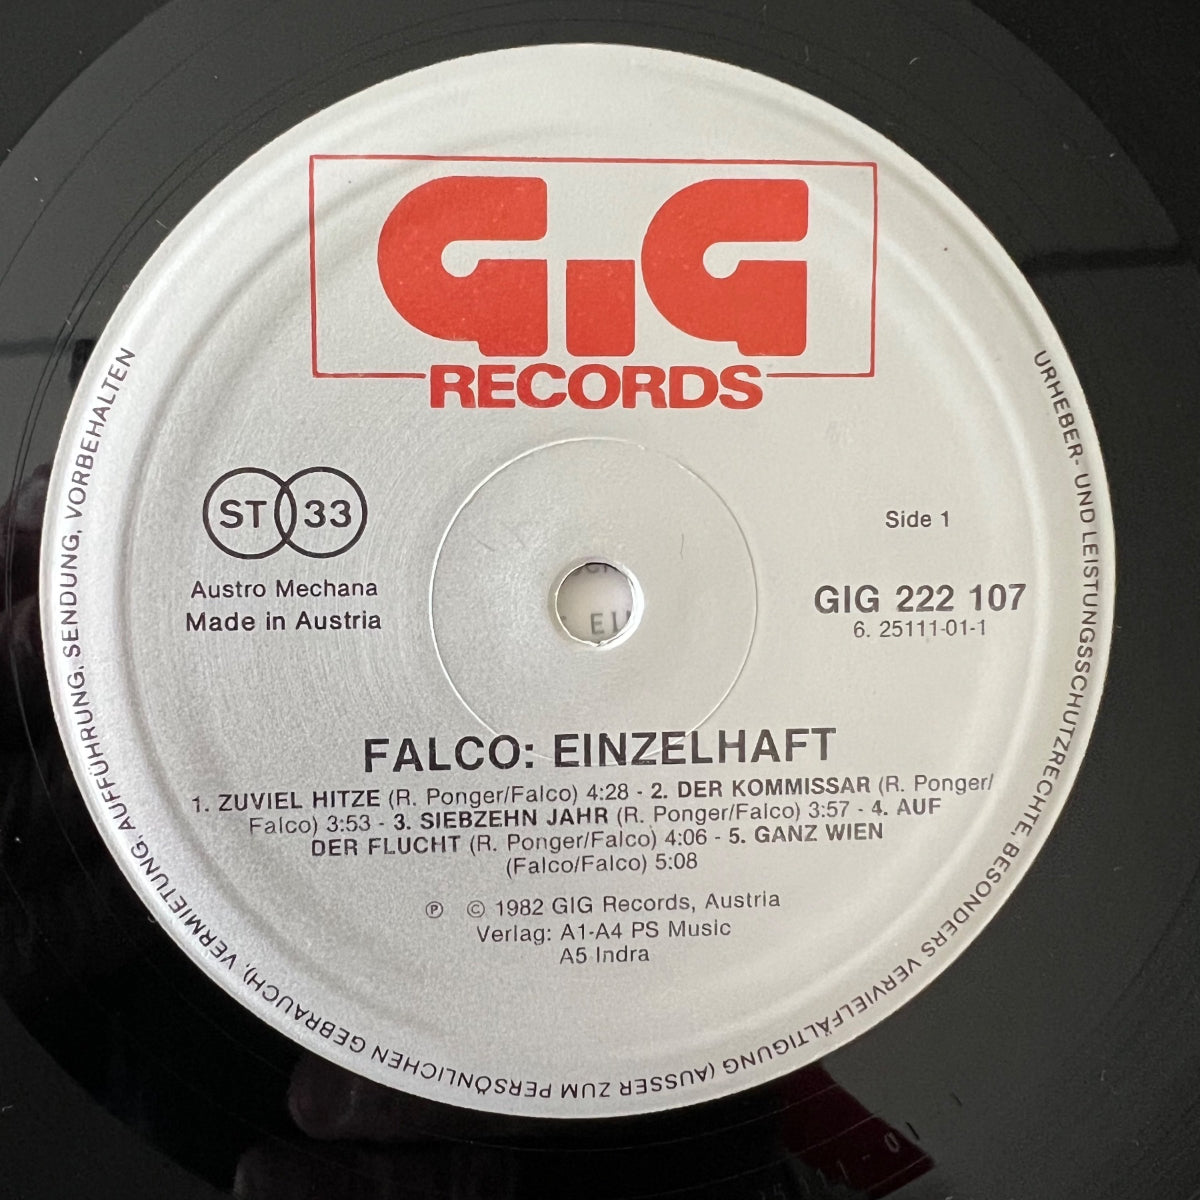 GIG
RECORDS
ST 33
Austro Mechana
Made in Austria
Side 1
GIG 222 107
6. 25111-01-1
FALCO: EINZELHAFT
1. ZUVIEL HITZE (R. Ponger/Falco) 4:28 - 2. DER KOMMISSAR (R. Ponger/
Falco) 3:53 - 3. SIEBZEHN JAHR (R. Ponger/Falco) 3:57 - 4. AUF
DER FLUCHT (R. Ponger/Falco) 4:06 - 5. GANZ WIEN
(Falco/Falco) 5:08
℗ © 1982 GIG Records, Austria
Verlag: A1-A4 PS Music
A5 Indra
URHEBER- UND LEISTUNGSSCHUTZRECHTE, BESONDERS VERVIELFÄLTIGUNG (AUSSER ZUM PERSÖNLICHEN GEBRAUCH), VERMIETUNG, AUFFÜHRUNG, SENDUNG, VORBEHALTEN